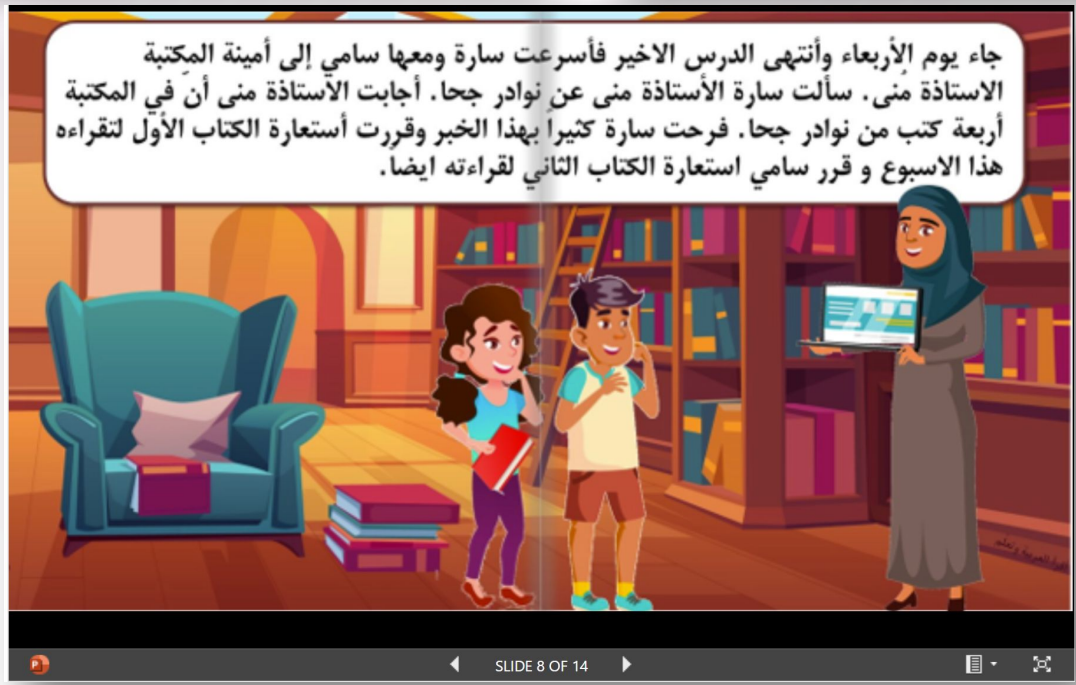 جاء يوم الأربعاء وأنتهى الدرس الاخير فأسرعت سارة ومعها سامي إلى أمينة المكتبة
الاستاذة منى. سألت سارة الأستاذة منى عن نوادر جحا. أجابت الاستاذة منى أن في المكتبة
أربعة كتب من نوادر جحا. فرحت سارة كثيرا بهذا الخبر وقررت أستعارة الكتاب الأول لتقراءه
هذا الاسبوع و قرر سامي استعارة الكتاب الثاني لقراءته ايضا.
SLIDE 8 OF 14